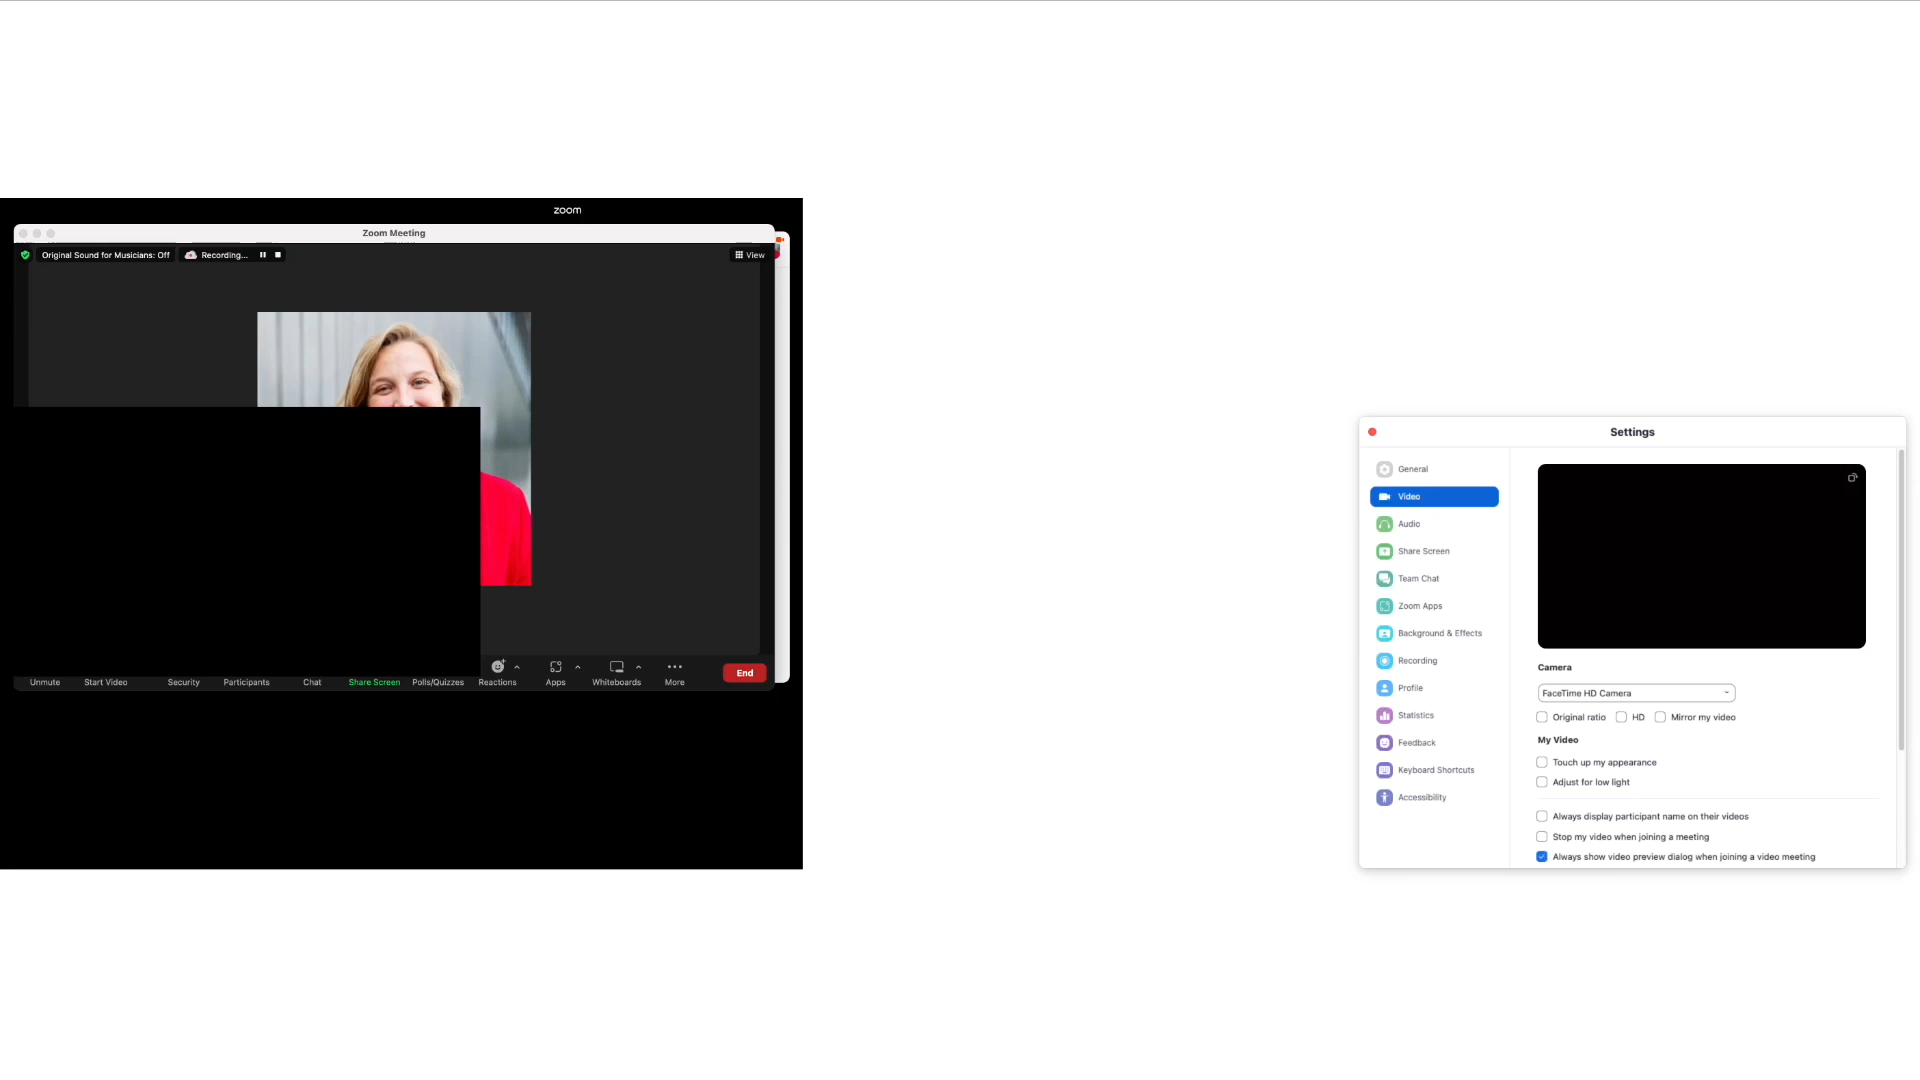 zoom
Zoom Meeting
Original Sound for Musicians: Off
Recording...
View
Unmute
Start Video
Security
Participants
Chat
Share Screen
Polls/Quizzes
Reactions
Apps
Whiteboards
More
End
Settings
General
Video
Audio
Share Screen
Team Chat
Zoom Apps
Background & Effects
Recording
Profile
Statistics
Feedback
Keyboard Shortcuts
Accessibility
Camera
FaceTime HD Camera
Original ratio
HD
Mirror my video
My Video
Touch up my appearance
Adjust for low light
Always display participant name on their videos
Stop my video when joining a meeting
Always show video preview dialog when joining a video meeting